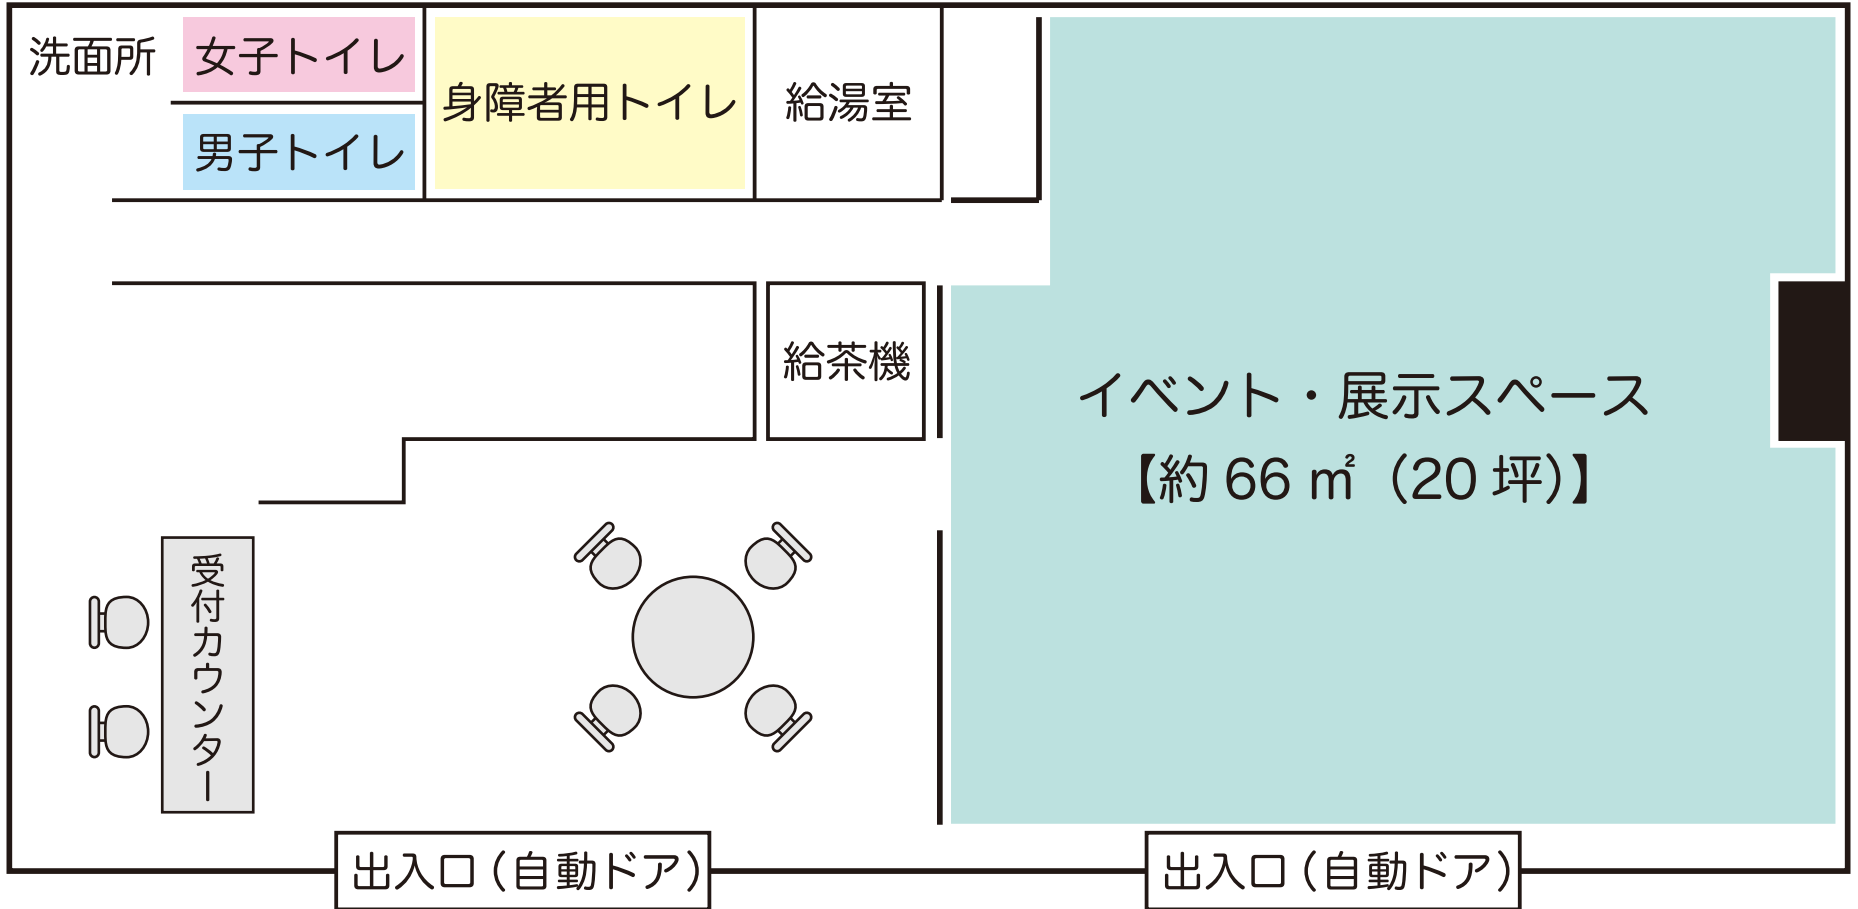 洗面所
女子トイレ
男子トイレ
身障者用トイレ
給湯室
給茶機
イベント・展示スペース
【約 66 ㎡（20 坪）】
受付カウンター
出入口（自動ドア）
出入口（自動ドア）